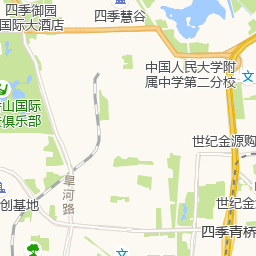 四季御园
国际大酒店
四季慧谷
中国人民大学附
属中学第二分校
文
山国际
俱乐部
世纪金源购
旱河路
世纪金
创基地
文
四季青桥